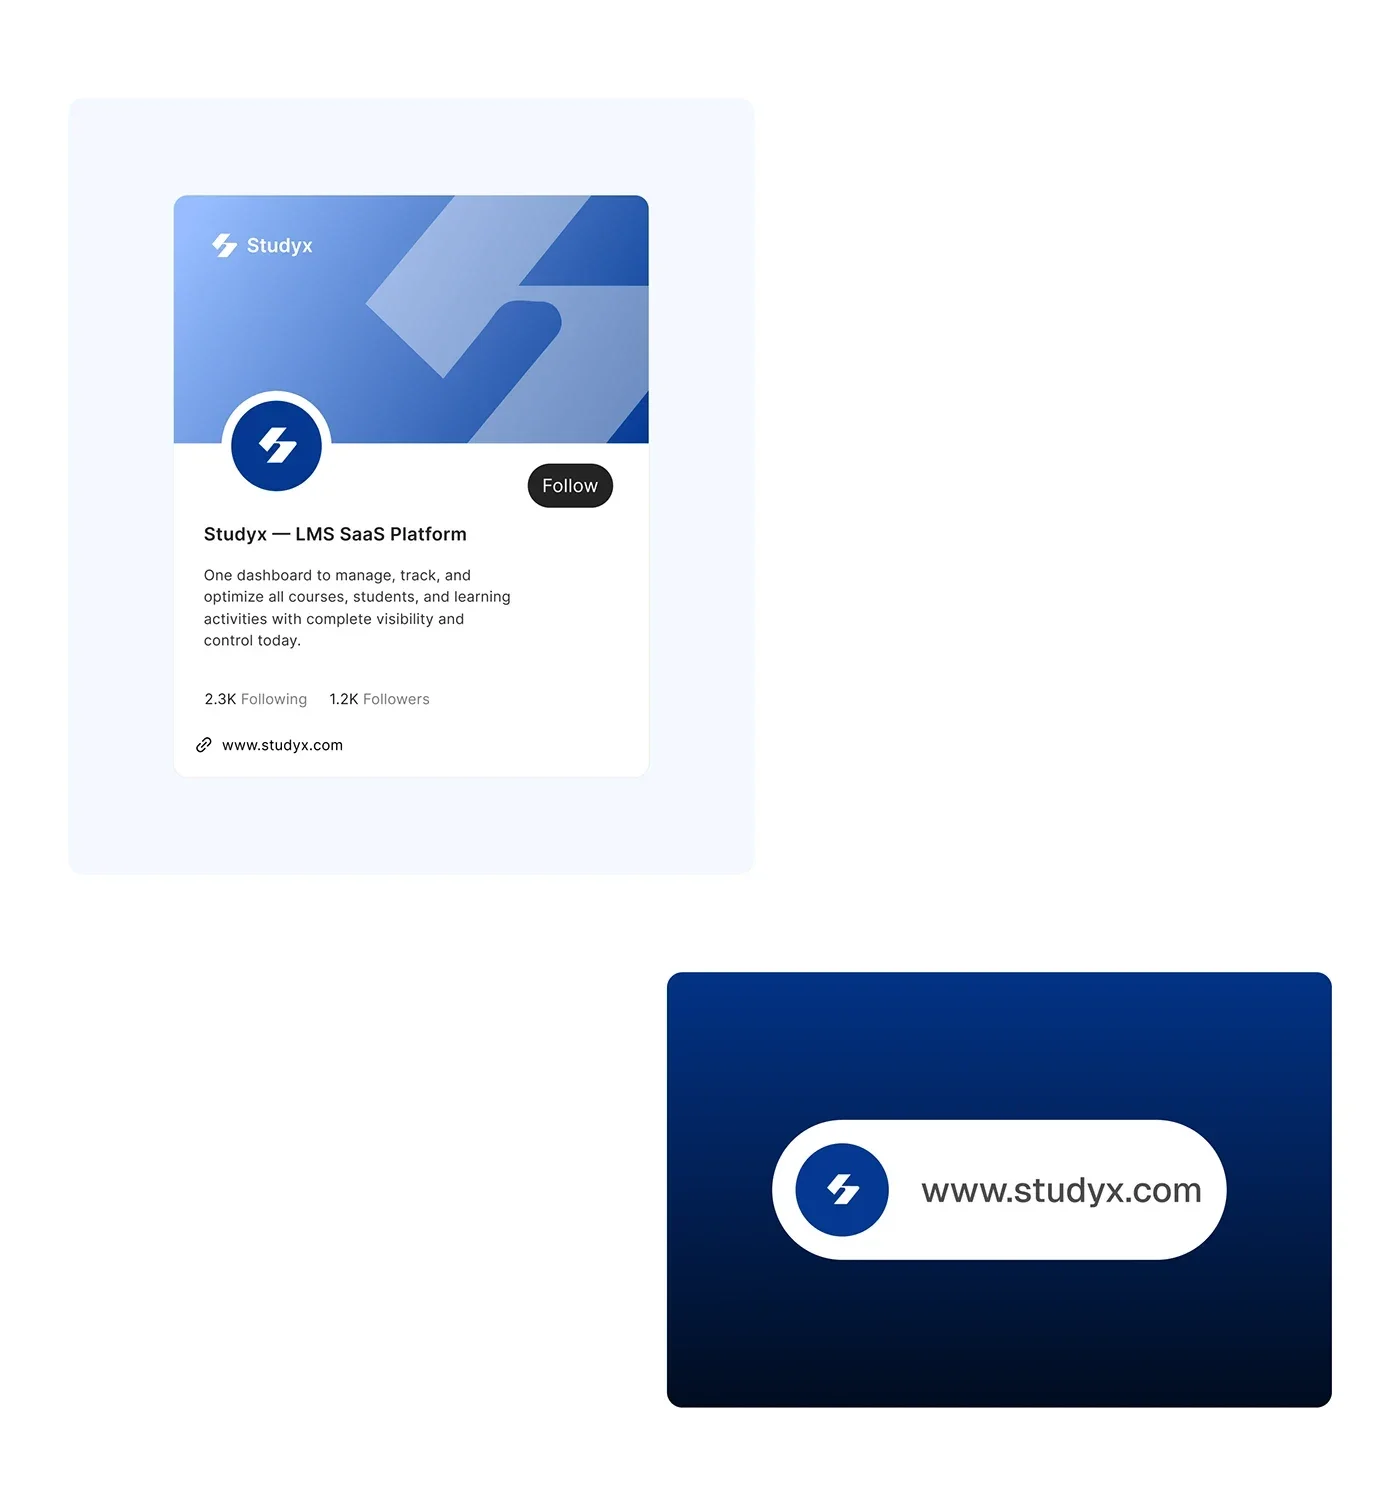 Studyx
Follow
Studyx — LMS SaaS Platform
One dashboard to manage, track, and
optimize all courses, students, and learning
activities with complete visibility and
control today.
2.3K Following 1.2K Followers
www.studyx.com
www.studyx.com